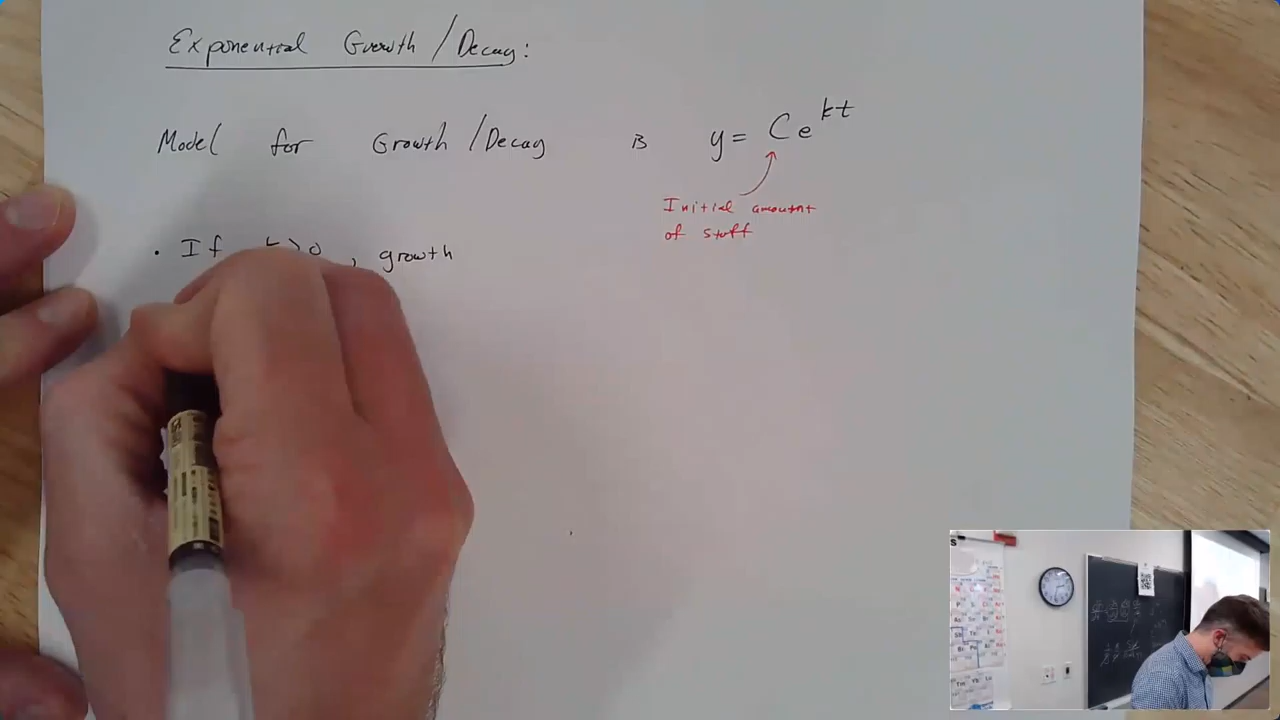 Exponential Growth/Decay:
Model for Growth/Decay is y = Ce^kt
Initial amount
of stuff
• If k>0, growth